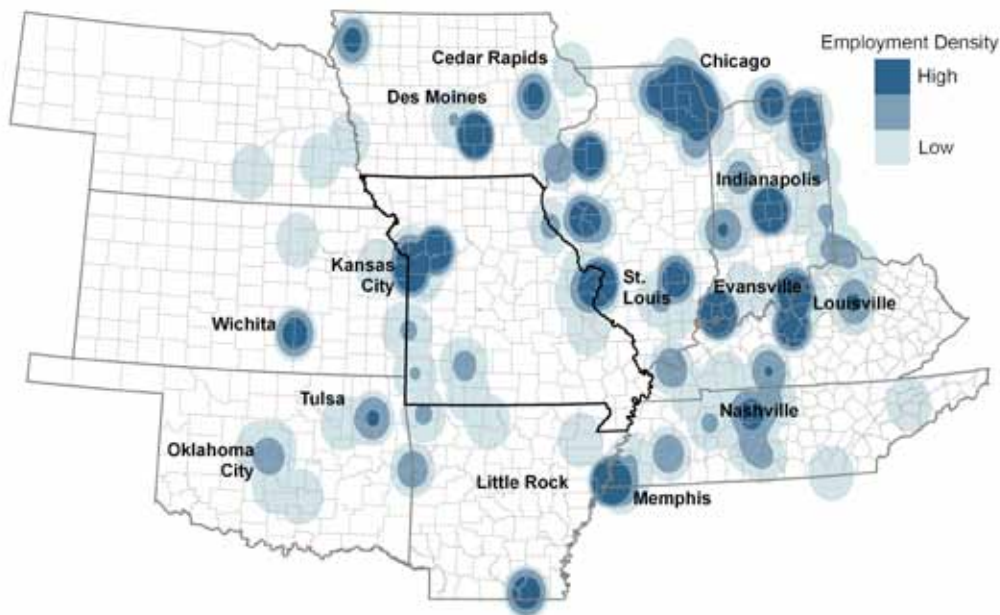 Employment Density
High
Low
Cedar Rapids
Chicago
Des Moines
Indianapolis
Kansas
City
St.
Louis
Evansville
Louisville
Wichita
Tulsa
Nashville
Oklahoma
City
Little Rock
Memphis